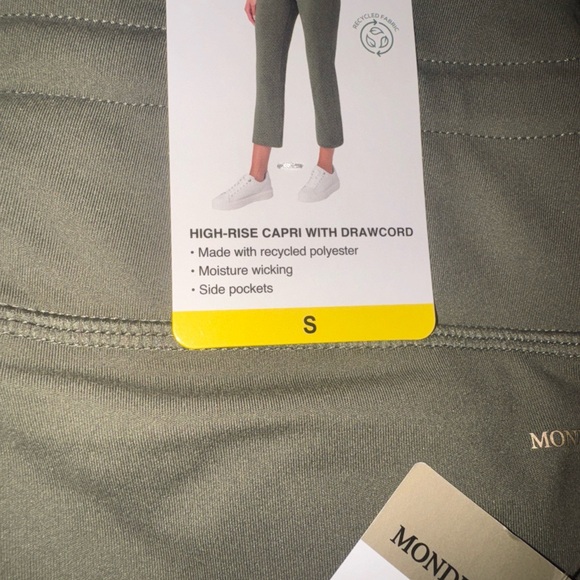 RECYCLED FABRIC
HIGH-RISE CAPRI WITH DRAWCORD
• Made with recycled polyester
• Moisture wicking
• Side pockets
S
MON
MOND